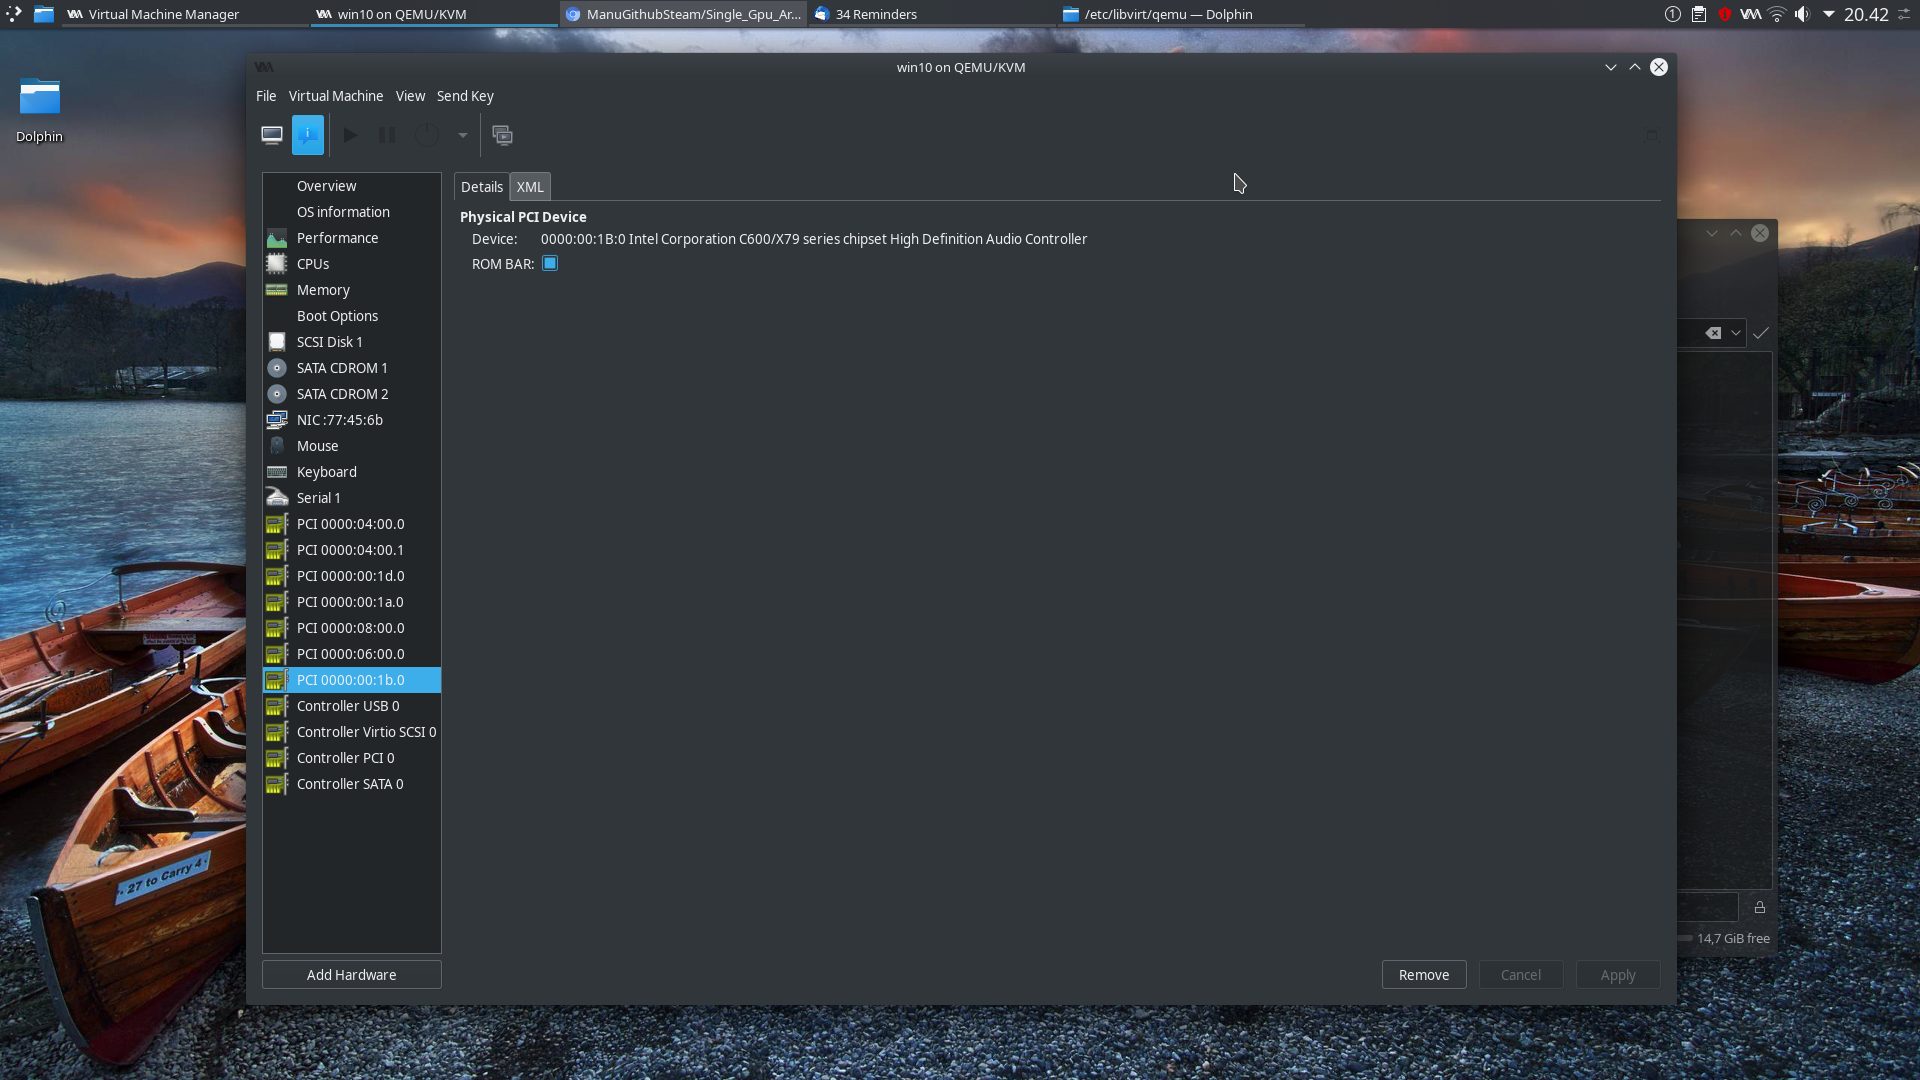 Virtual Machine Manager
win10 on QEMU/KVM
ManuGithubSteam/Single_Gpu_Ar...
34 Reminders
/etc/libvirt/qemu — Dolphin
1
20.42
Dolphin
win10 on QEMU/KVM
File Virtual Machine View Send Key
Overview
OS information
Performance
CPUs
Memory
Boot Options
SCSI Disk 1
SATA CDROM 1
SATA CDROM 2
NIC :77:45:6b
Mouse
Keyboard
Serial 1
PCI 0000:04:00.0
PCI 0000:04:00.1
PCI 0000:00:1d.0
PCI 0000:00:1a.0
PCI 0000:08:00.0
PCI 0000:06:00.0
PCI 0000:00:1b.0
Controller USB 0
Controller Virtio SCSI 0
Controller PCI 0
Controller SATA 0
Add Hardware
Details XML
Physical PCI Device
Device: 0000:00:1B:0 Intel Corporation C600/X79 series chipset High Definition Audio Controller
ROM BAR:
Remove Cancel Apply
14,7 GiB free
27 to Carry 4